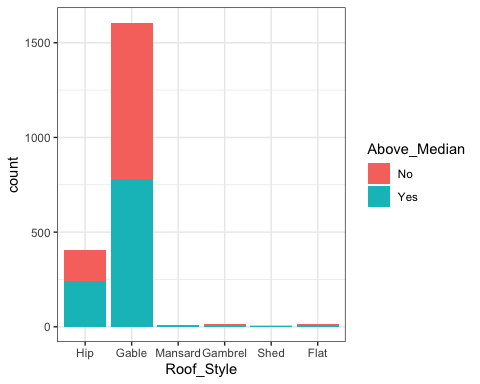 1500
1000
500
0
count
Hip Gable Mansard Gambrel Shed Flat
Roof_Style
Above_Median
No
Yes